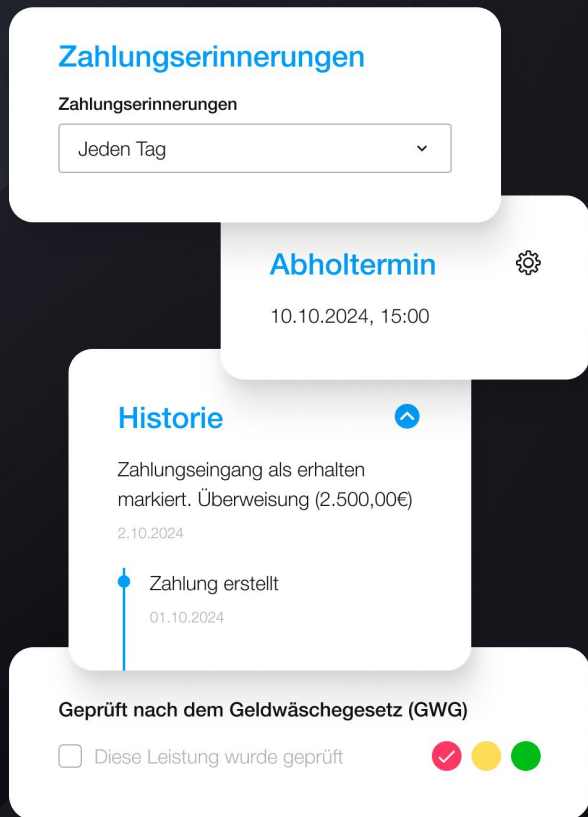 Zahlungserinnerungen
Zahlungserinnerungen
Jeden Tag
Abholtermin
10.10.2024, 15:00
Historie
Zahlungseingang als erhalten
markiert. Überweisung (2.500,00€)
2.10.2024
Zahlung erstellt
01.10.2024
Geprüft nach dem Geldwäschegesetz (GWG)
Diese Leistung wurde geprüft